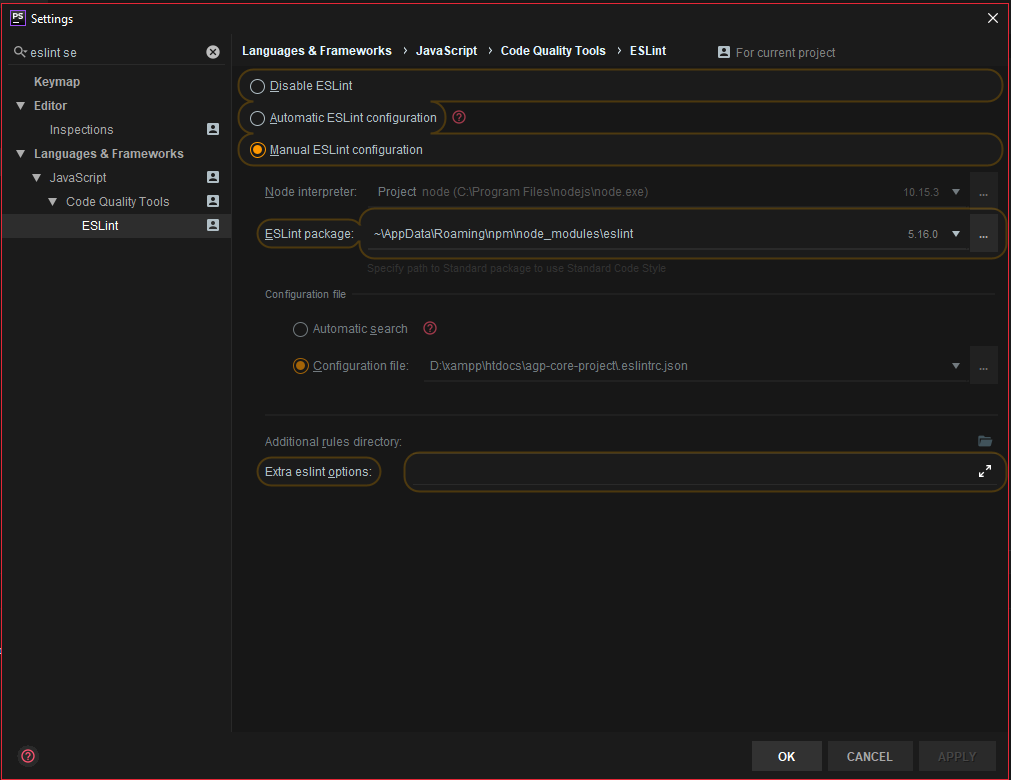 PS Settings
eslint se
Languages & Frameworks › JavaScript › Code Quality Tools › ESLint For current project
Keymap
Editor
Inspections
Languages & Frameworks
JavaScript
Code Quality Tools
ESLint
Disable ESLint
Automatic ESLint configuration ?
Manual ESLint configuration
Node interpreter: Project node (C:\Program Files\nodejs\node.exe) 10.15.3 ...
ESLint package: ~\AppData\Roaming\npm\node_modules\eslint 5.16.0 ...
Specify path to Standard package to use Standard Code Style
Configuration file
Automatic search ?
Configuration file: D:\xampp\htdocs\agp-core-project\.eslintrc.json ...
Additional rules directory:
Extra eslint options:
? OK CANCEL APPLY